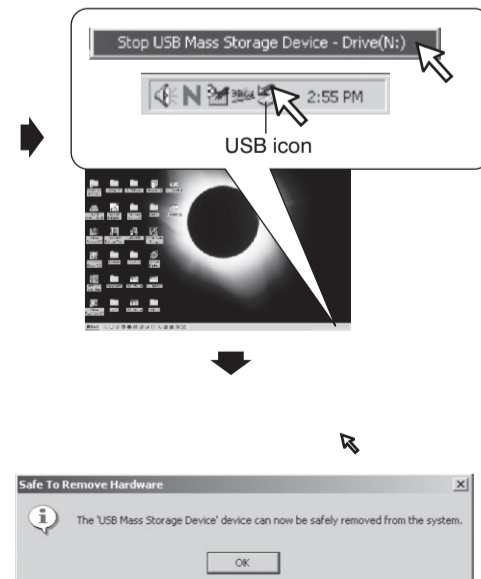 Stop USB Mass Storage Device - Drive(N:)
N
2:55 PM
USB icon
Safe To Remove Hardware
The 'USB Mass Storage Device' device can now be safely removed from the system.
OK